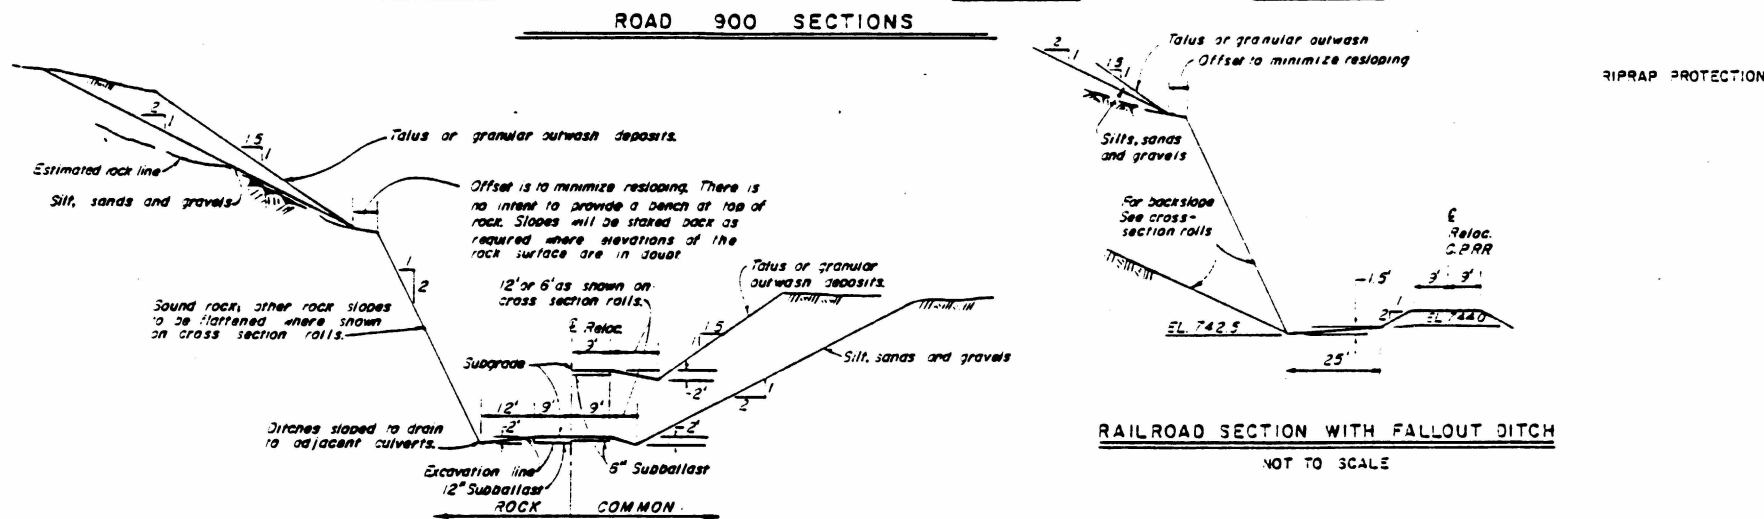 ROAD 900 SECTIONS
2
1
1.5
1
Talus or granular outwash deposits.
Estimated rock line
Silt, sands and gravels
Offset is to minimize resloping. There is
no intent to provide a bench at top of
rock. Slopes will be staked back as
required where elevations of the
rock surface are in doubt
1
2
Sound rock, other rock slopes
to be flattened where shown
on cross section rolls.
12' or 6' as shown on
cross section rolls.
℄ Reloc.
9'
Talus or granular
outwash deposits.
1.5
1
Subgrade
-2'
Silt, sands and gravels
12' 9' 9'
1
2
Ditches sloped to drain
to adjacent culverts.
-2'
-2'
Excavation line
12" Subballast
6" Subballast
ROCK COMMON
2
1
1.5
1
Talus or granular outwash
Offset to minimize resloping
Silts, sands
and gravels
For backslope
See cross-
section rolls
℄
Reloc.
G.P.RR
9' 9'
-1.5'
1
2
EL. 742.5
EL. 744.0
25'
RAILROAD SECTION WITH FALLOUT DITCH
NOT TO SCALE
RIPRAP PROTECTION